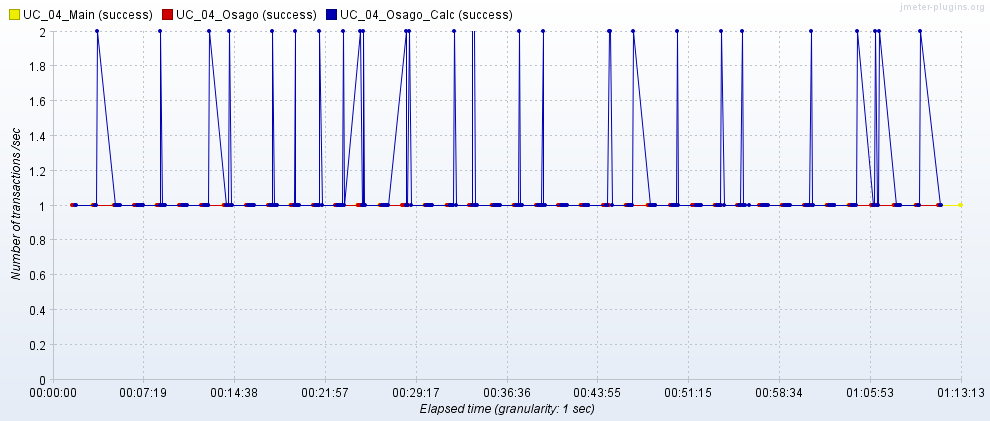 UC_04_Main (success) UC_04_Osago (success) UC_04_Osago_Calc (success)
jmeter-plugins.org
2
1.8
1.6
1.4
1.2
1
0.8
0.6
0.4
0.2
0
Number of transactions /sec
00:00:00 00:07:19 00:14:38 00:21:57 00:29:17 00:36:36 00:43:55 00:51:15 00:58:34 01:05:53 01:13:13
Elapsed time (granularity: 1 sec)